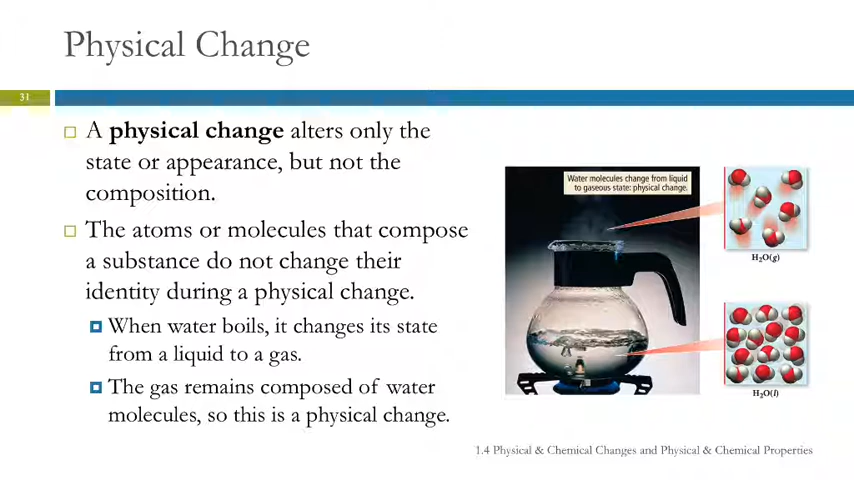 Physical Change
31
A physical change alters only the
state or appearance, but not the
composition.
The atoms or molecules that compose
a substance do not change their
identity during a physical change.
When water boils, it changes its state
from a liquid to a gas.
The gas remains composed of water
molecules, so this is a physical change.
Water molecules change from liquid
to gaseous state: physical change.
H₂O(g)
H₂O(l)
1.4 Physical & Chemical Changes and Physical & Chemical Properties